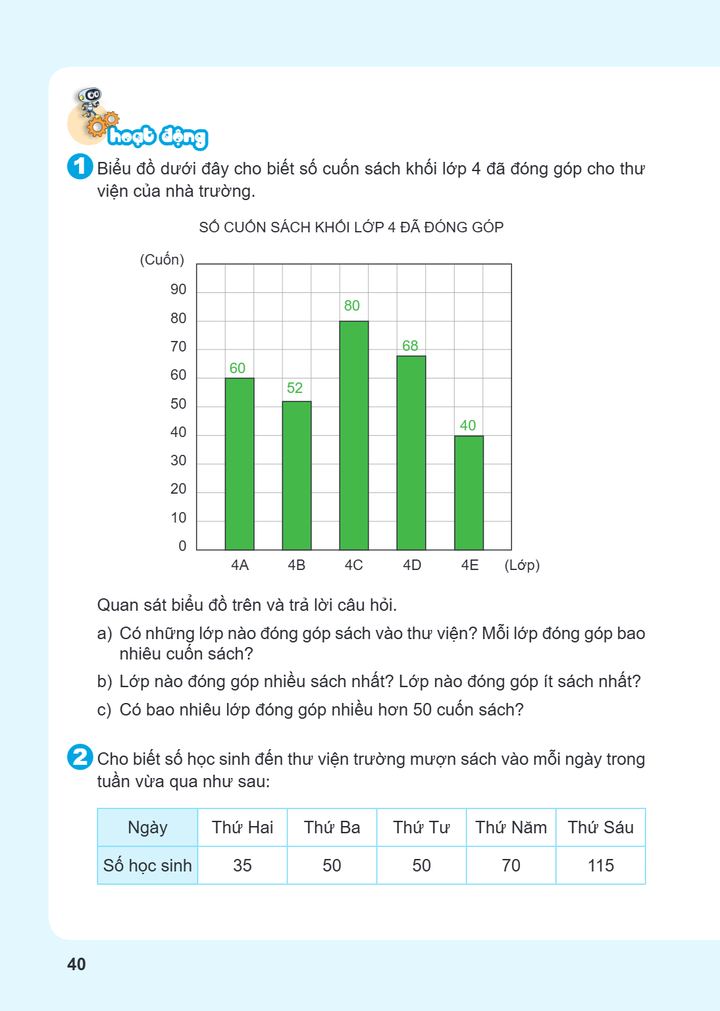 hoạt động
1 Biểu đồ dưới đây cho biết số cuốn sách khối lớp 4 đã đóng góp cho thư
viện của nhà trường.
SỐ CUỐN SÁCH KHỐI LỚP 4 ĐÃ ĐÓNG GÓP
(Cuốn)
90
80
70
60
50
40
30
20
10
0
60
52
80
68
40
4A 4B 4C 4D 4E (Lớp)
Quan sát biểu đồ trên và trả lời câu hỏi.
a) Có những lớp nào đóng góp sách vào thư viện? Mỗi lớp đóng góp bao
nhiêu cuốn sách?
b) Lớp nào đóng góp nhiều sách nhất? Lớp nào đóng góp ít sách nhất?
c) Có bao nhiêu lớp đóng góp nhiều hơn 50 cuốn sách?
2 Cho biết số học sinh đến thư viện trường mượn sách vào mỗi ngày trong
tuần vừa qua như sau:
Ngày Thứ Hai Thứ Ba Thứ Tư Thứ Năm Thứ Sáu
Số học sinh 35 50 50 70 115
40